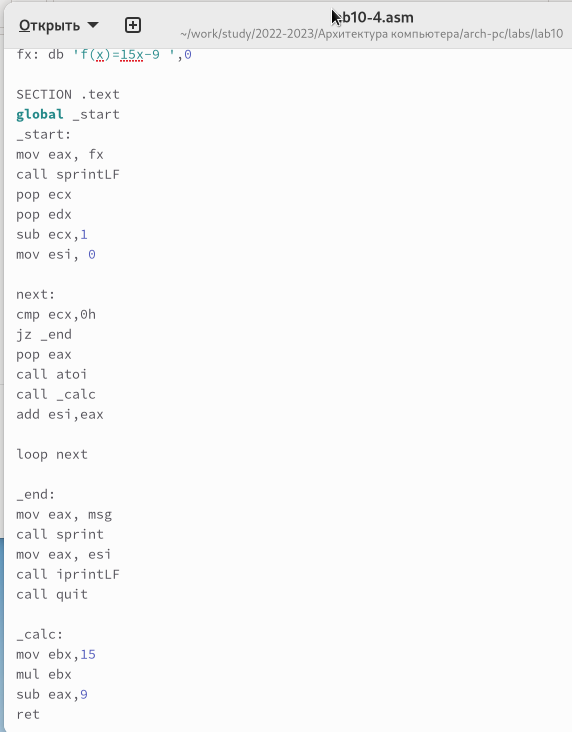 Открыть
b10-4.asm
~/work/study/2022-2023/Архитектура компьютера/arch-pc/labs/lab10
fx: db 'f(x)=15x-9 ',0
SECTION .text
global _start
_start:
mov eax, fx
call sprintLF
pop ecx
pop edx
sub ecx,1
mov esi, 0
next:
cmp ecx,0h
jz _end
pop eax
call atoi
call _calc
add esi,eax
loop next
_end:
mov eax, msg
call sprint
mov eax, esi
call iprintLF
call quit
_calc:
mov ebx,15
mul ebx
sub eax,9
ret